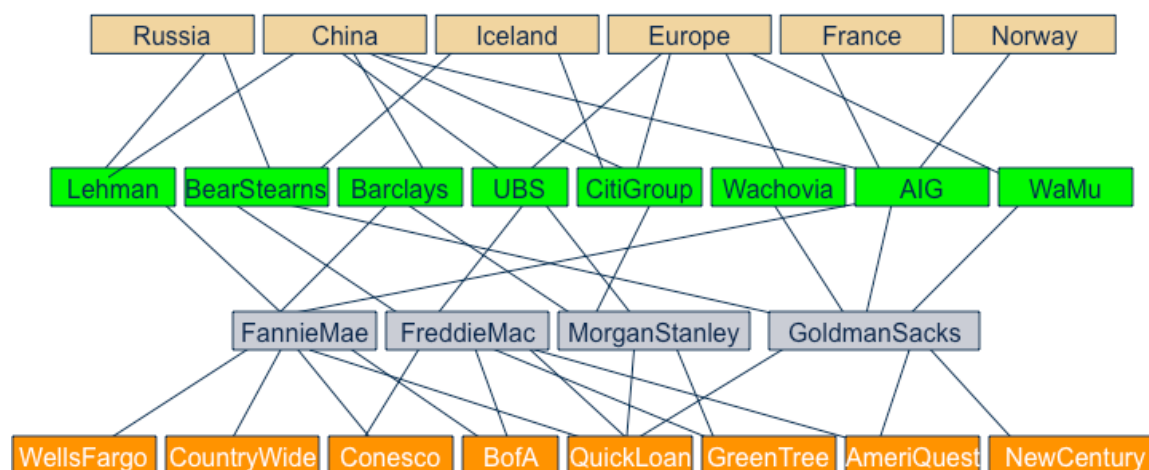 Russia China Iceland Europe France Norway
Lehman BearStearns Barclays UBS CitiGroup Wachovia AIG WaMu
FannieMae FreddieMac MorganStanley GoldmanSacks
WellsFargo CountryWide Conesco BofA QuickLoan GreenTree AmeriQuest NewCentury